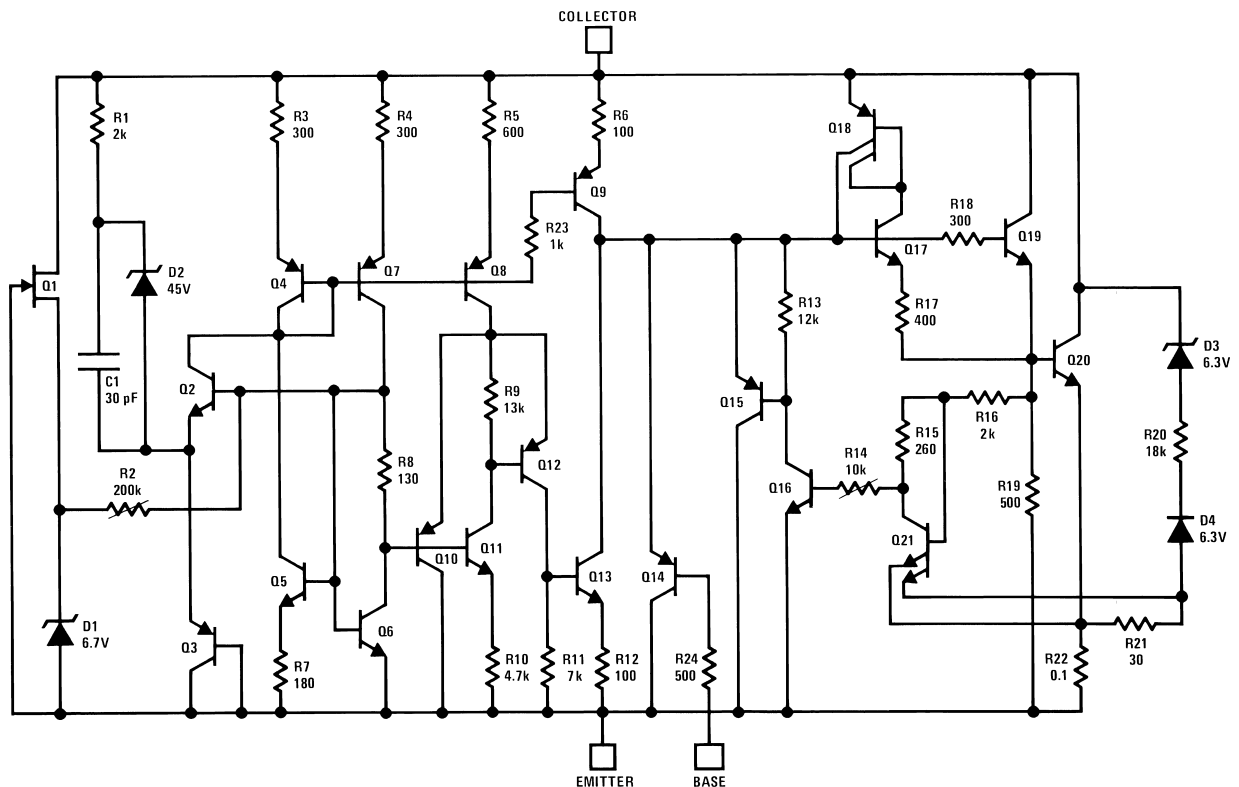 COLLECTOR
R1
2k
R3
300
R4
300
R5
600
R6
100
Q18
Q9
R23
1k
R18
300
Q17
Q19
Q1
D2
45V
Q4
Q7
Q8
R13
12k
R17
400
Q20
D3
6.3V
C1
30 pF
Q2
R9
13k
Q15
R16
2k
R15
260
R20
18k
R2
200k
R8
130
Q12
R14
10k
Q16
R19
500
D4
6.3V
Q10
Q11
Q21
Q5
Q13
Q14
D1
6.7V
Q3
Q6
R7
180
R10
4.7k
R11
7k
R12
100
R24
500
R22
0.1
R21
30
EMITTER
BASE